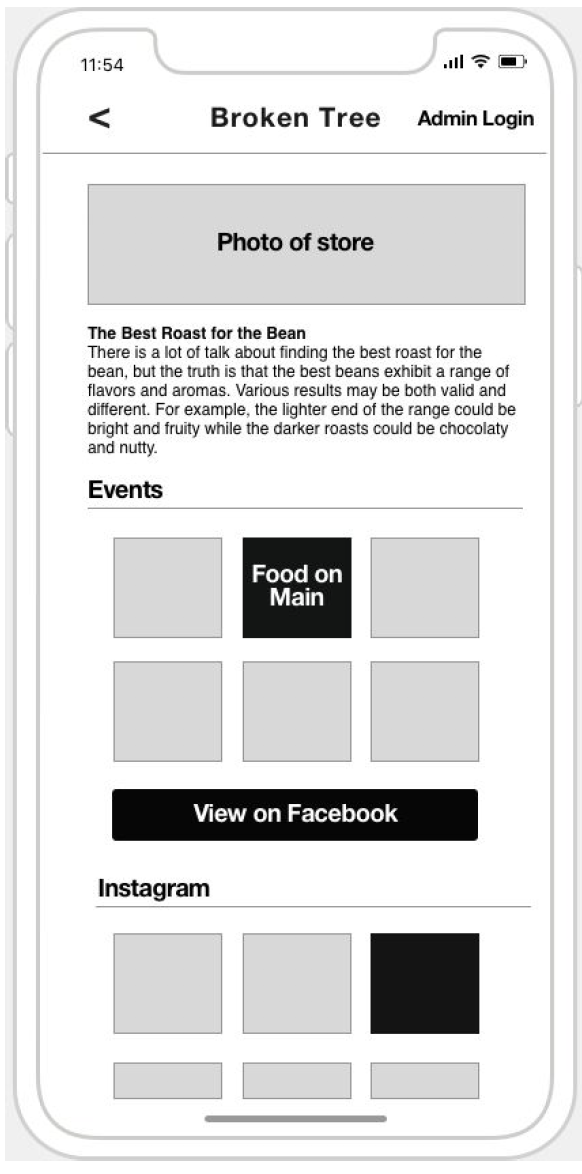 11:54
< Broken Tree Admin Login
Photo of store
The Best Roast for the Bean
There is a lot of talk about finding the best roast for the
bean, but the truth is that the best beans exhibit a range of
flavors and aromas. Various results may be both valid and
different. For example, the lighter end of the range could be
bright and fruity while the darker roasts could be chocolaty
and nutty.
Events
Food on
Main
View on Facebook
Instagram